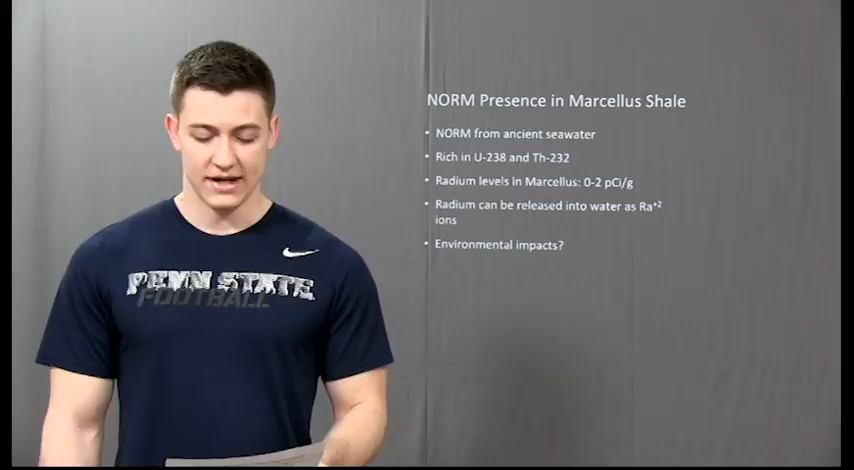 NORM Presence in Marcellus Shale
• NORM from ancient seawater
• Rich in U-238 and Th-232
• Radium levels in Marcellus: 0-2 pCi/g
• Radium can be released into water as Ra⁺²
ions
• Environmental impacts?
PENN STATE
FOOTBALL